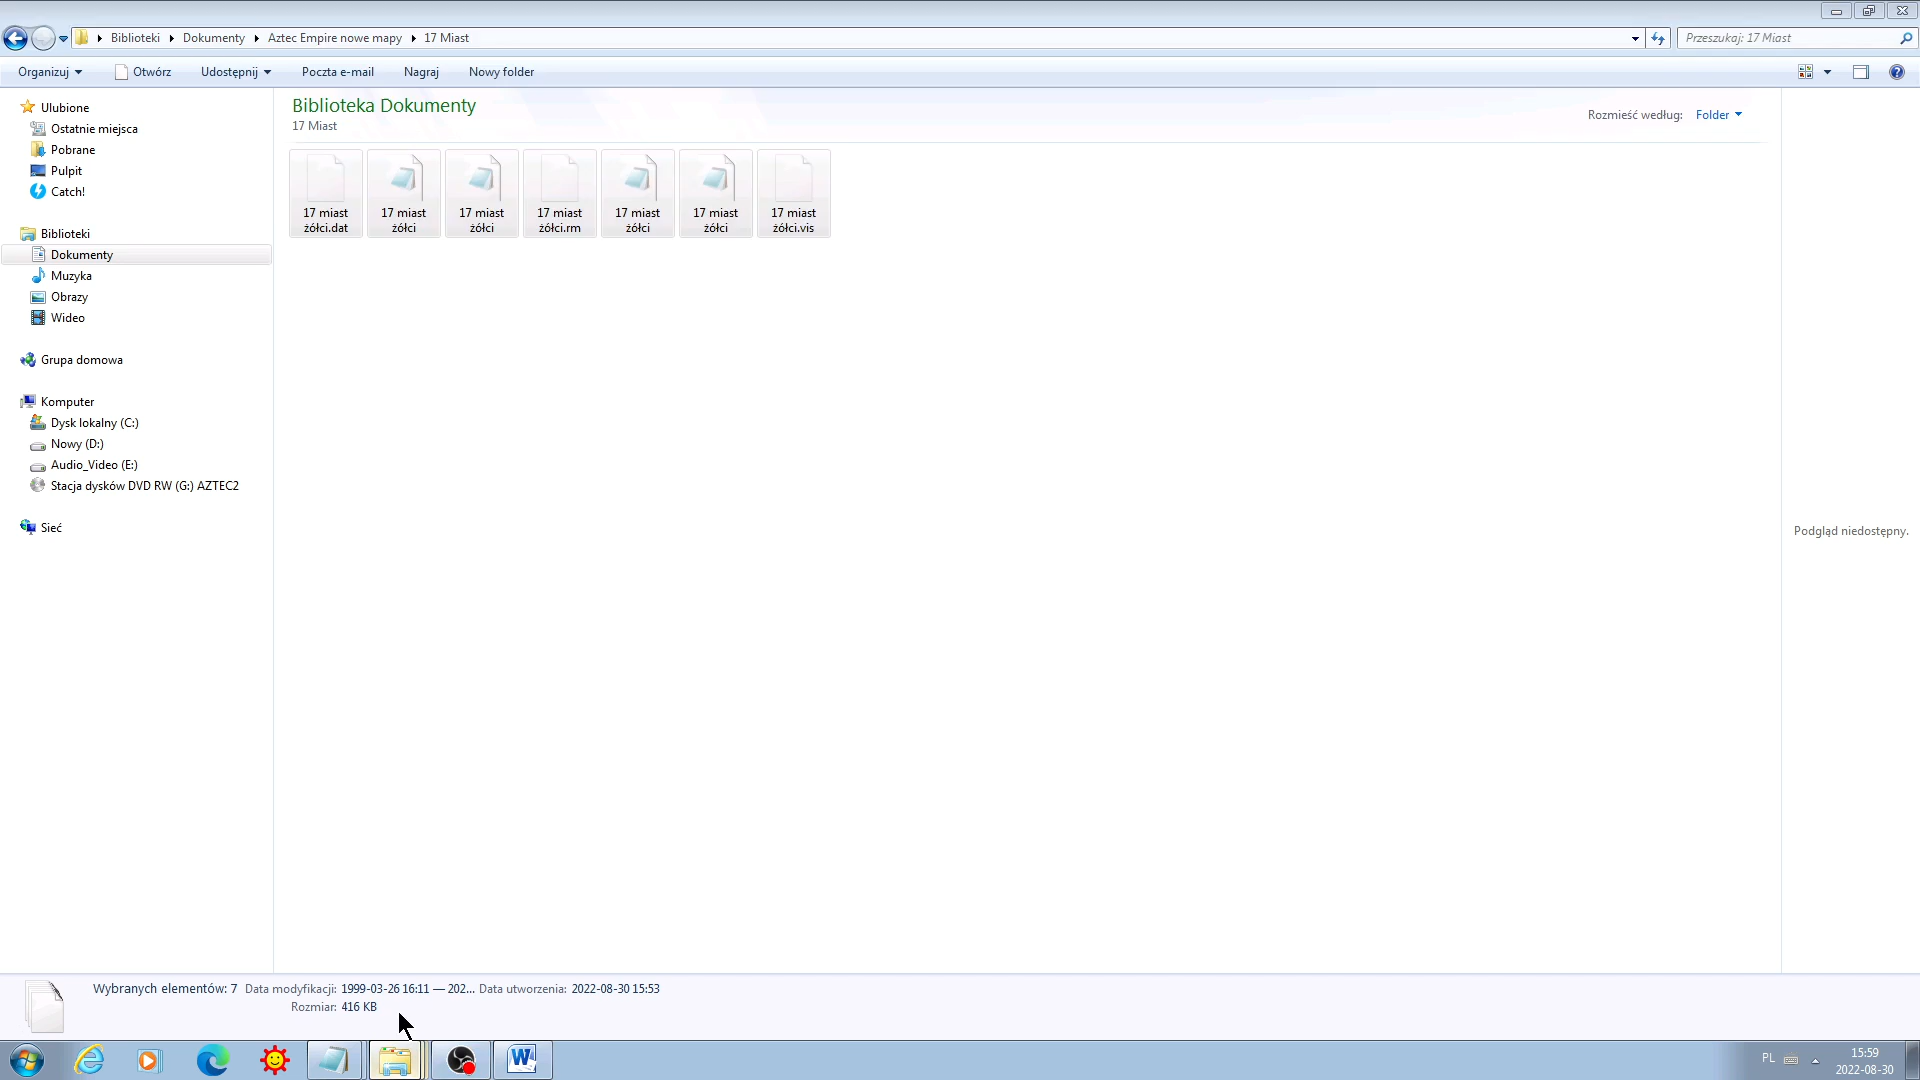 Biblioteki ▸ Dokumenty ▸ Aztec Empire nowe mapy ▸ 17 Miast
Przeszukaj: 17 Miast
Organizuj
Otwórz
Udostępnij
Poczta e-mail
Nagraj
Nowy folder
Ulubione
Ostatnie miejsca
Pobrane
Pulpit
Catch!
Biblioteki
Dokumenty
Muzyka
Obrazy
Wideo
Grupa domowa
Komputer
Dysk lokalny (C:)
Nowy (D:)
Audio_Video (E:)
Stacja dysków DVD RW (G:) AZTEC2
Sieć
Biblioteka Dokumenty
17 Miast
Rozmieść według: Folder
17 miast
żółci.dat
17 miast
żółci
17 miast
żółci
17 miast
żółci.rm
17 miast
żółci
17 miast
żółci
17 miast
żółci.vis
Podgląd niedostępny.
Wybranych elementów: 7 Data modyfikacji: 1999-03-26 16:11 — 202... Data utworzenia: 2022-08-30 15:53
Rozmiar: 416 KB
PL
15:59
2022-08-30